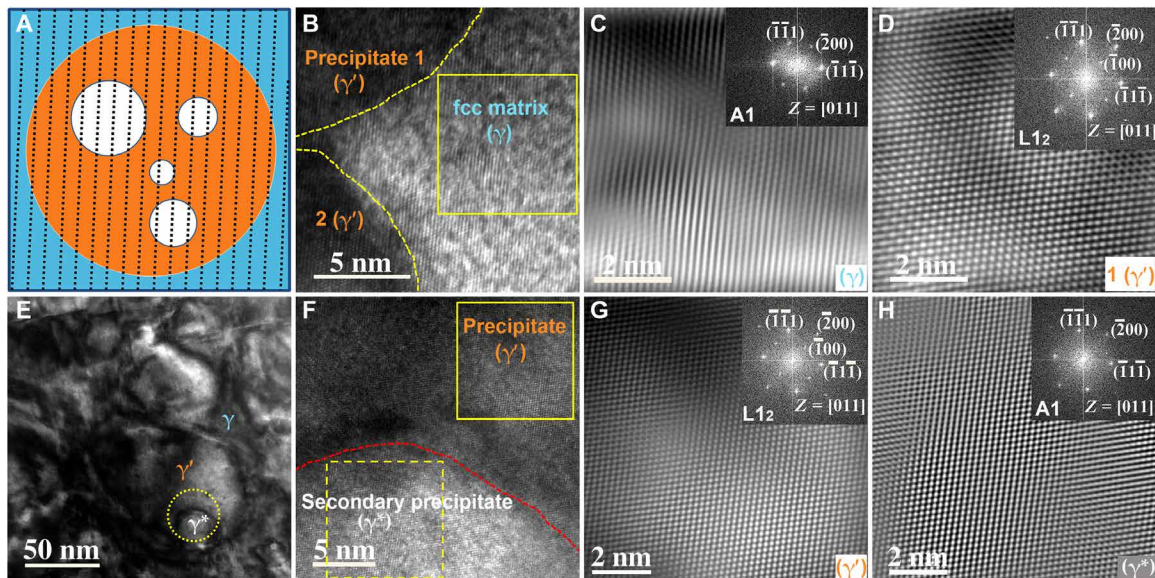 A
B
Precipitate 1
(γ')
fcc matrix
(γ)
2 (γ')
5 nm
C
(1̄1̄1)
(2̄00)
(1̄11̄)
A1
Z = [011]
2 nm
(γ)
D
(1̄1̄1)
(2̄00)
(1̄00)
(1̄11̄)
Z = [011]
L1₂
2 nm
1 (γ')
E
γ
γ'
γ*
50 nm
F
Precipitate
(γ')
Secondary precipitate
(γ*)
5 nm
G
(1̄1̄1)
(2̄00)
(1̄00)
(1̄11̄)
L1₂
Z = [011]
2 nm
(γ')
H
(1̄1̄1)
(2̄00)
(1̄11̄)
A1
Z = [011]
2 nm
(γ*)